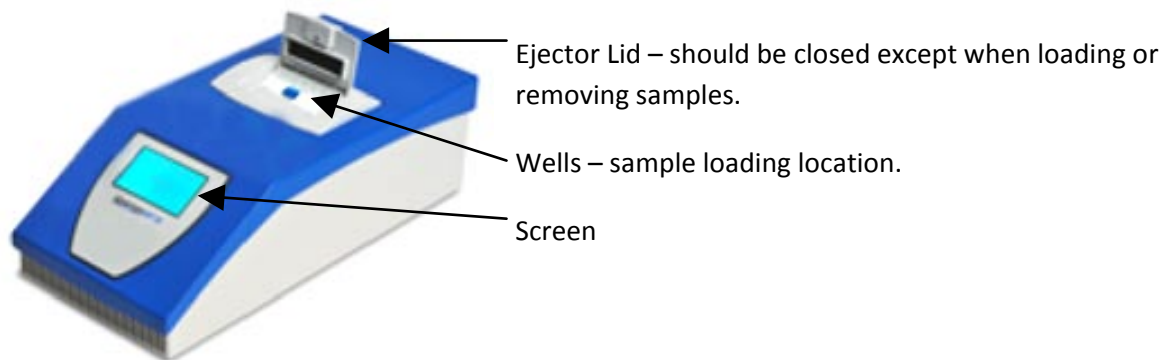 Ejector Lid – should be closed except when loading or
removing samples.
Wells – sample loading location.
Screen